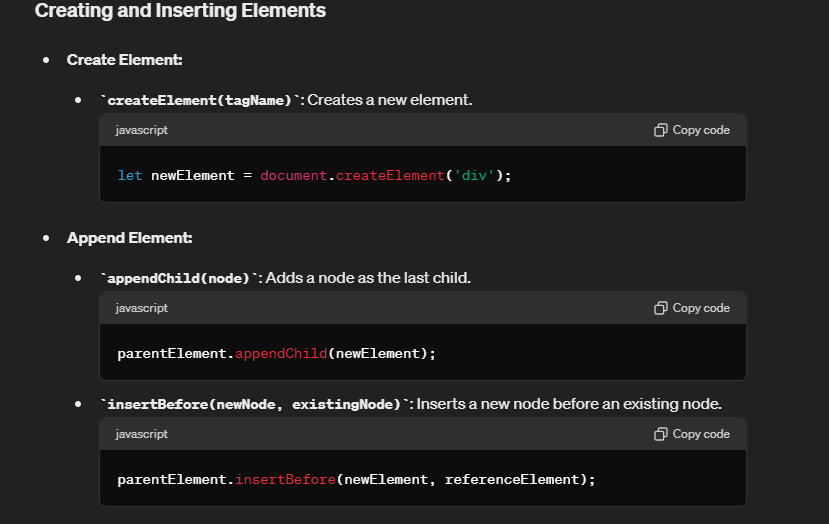 Creating and Inserting Elements
• Create Element:
• `createElement(tagName)`: Creates a new element.
javascript Copy code
let newElement = document.createElement('div');
• Append Element:
• `appendChild(node)`: Adds a node as the last child.
javascript Copy code
parentElement.appendChild(newElement);
• `insertBefore(newNode, existingNode)`: Inserts a new node before an existing node.
javascript Copy code
parentElement.insertBefore(newElement, referenceElement);